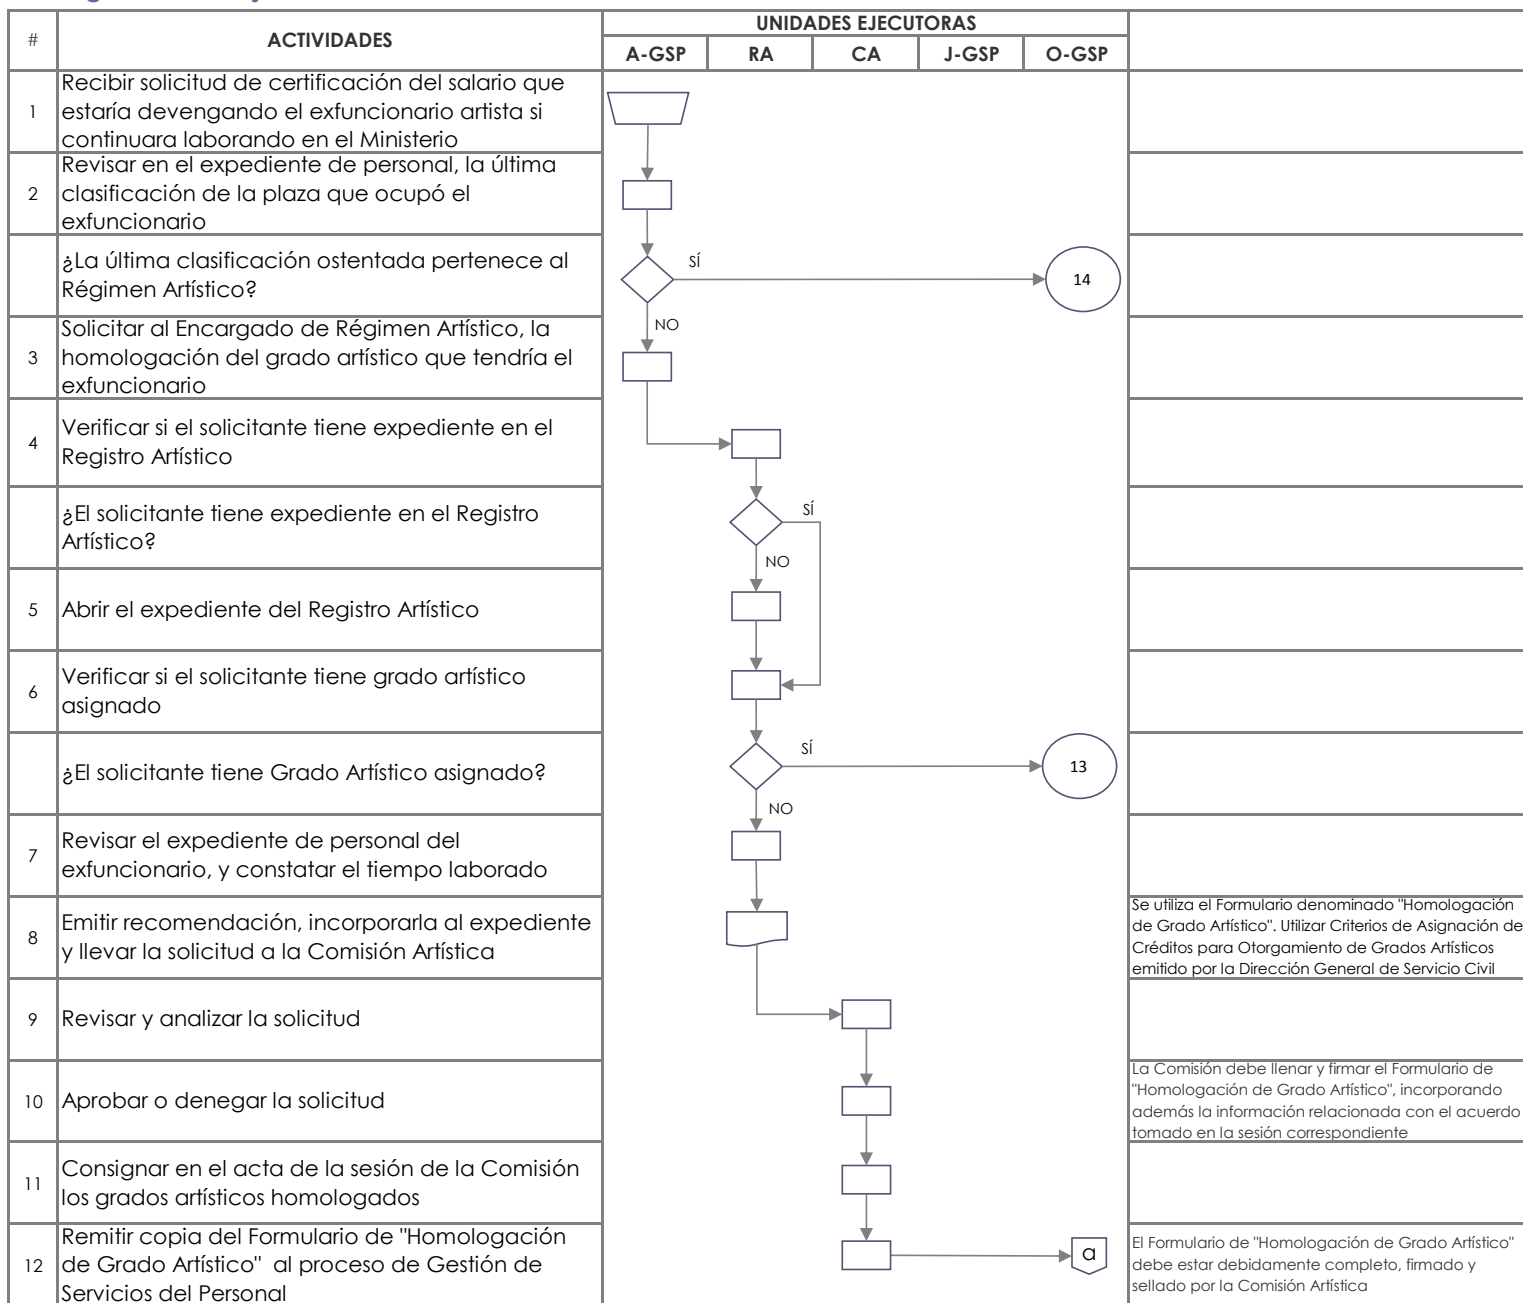 #
ACTIVIDADES
UNIDADES EJECUTORAS
A-GSP RA CA J-GSP O-GSP
1
Recibir solicitud de certificación del salario que
estaría devengando el exfuncionario artista si
continuara laborando en el Ministerio
2
Revisar en el expediente de personal, la última
clasificación de la plaza que ocupó el
exfuncionario
¿La última clasificación ostentada pertenece al
Régimen Artístico?
SÍ
14
NO
3
Solicitar al Encargado de Régimen Artístico, la
homologación del grado artístico que tendría el
exfuncionario
4
Verificar si el solicitante tiene expediente en el
Registro Artístico
¿El solicitante tiene expediente en el Registro
Artístico?
SÍ
NO
5
Abrir el expediente del Registro Artístico
6
Verificar si el solicitante tiene grado artístico
asignado
¿El solicitante tiene Grado Artístico asignado?
SÍ
13
NO
7
Revisar el expediente de personal del
exfuncionario, y constatar el tiempo laborado
8
Emitir recomendación, incorporarla al expediente
y llevar la solicitud a la Comisión Artística
Se utiliza el Formulario denominado "Homologación
de Grado Artístico". Utilizar Criterios de Asignación de
Créditos para Otorgamiento de Grados Artísticos
emitido por la Dirección General de Servicio Civil
9
Revisar y analizar la solicitud
10
Aprobar o denegar la solicitud
La Comisión debe llenar y firmar el Formulario de
"Homologación de Grado Artístico", incorporando
además la información relacionada con el acuerdo
tomado en la sesión correspondiente
11
Consignar en el acta de la sesión de la Comisión
los grados artísticos homologados
12
Remitir copia del Formulario de "Homologación
de Grado Artístico" al proceso de Gestión de
Servicios del Personal
a
El Formulario de "Homologación de Grado Artístico"
debe estar debidamente completo, firmado y
sellado por la Comisión Artística